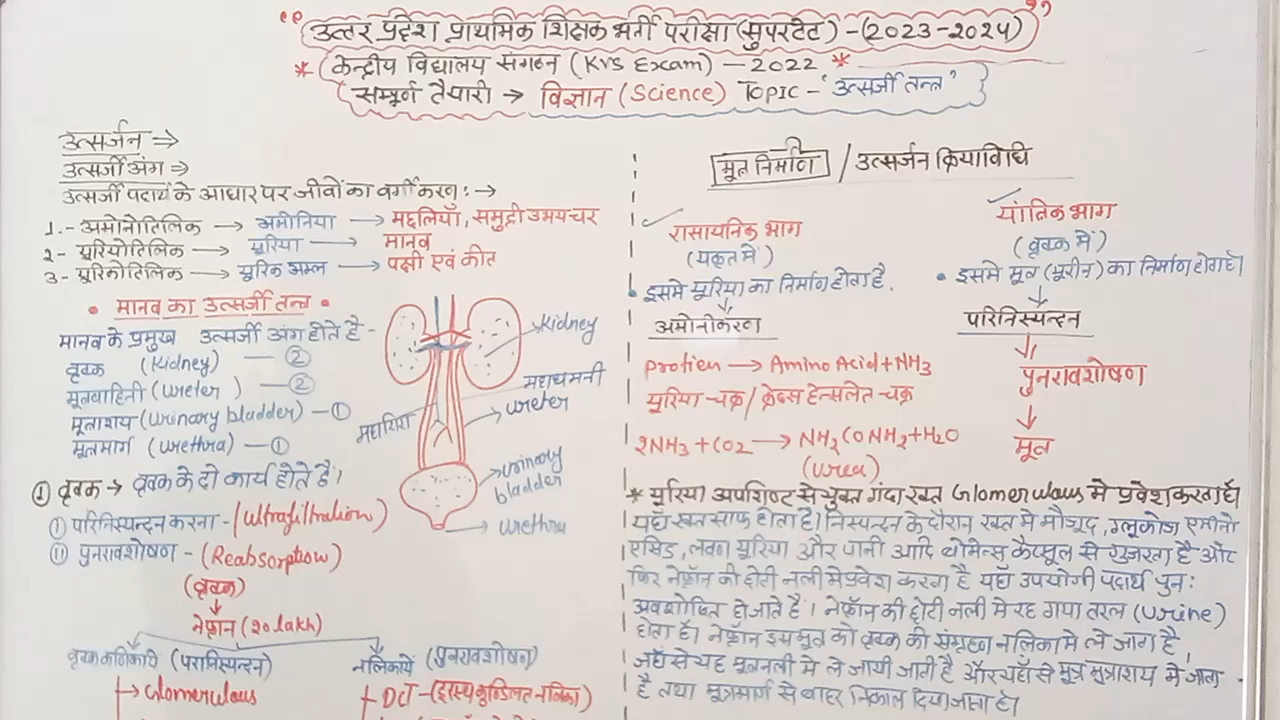 "उत्तर प्रदेश प्राथमिक शिक्षक भर्ती परीक्षा (सुपरटेट) - (2023-2024)"
* केन्द्रीय विद्यालय संगठन (KVS Exam) - 2022 *
सम्पूर्ण तैयारी → विज्ञान (Science) TOPIC - 'उत्सर्जी तन्त्र'
उत्सर्जन ⇒
उत्सर्जी अंग ⇒
उत्सर्जी पदार्थ के आधार पर जीवों का वर्गीकरण :- →
1.- अमोनोतिलिक → अमोनिया → मछलियाँ, समुद्री उभयचर
2- यूरियोतिलिक → यूरिया → मानव
3- यूरिकोतिलिक → यूरिक अम्ल → पक्षी एवं कीट
• मानव का उत्सर्जी तन्त्र •
मानव के प्रमुख उत्सर्जी अंग होते है -
वृक्क (Kidney) — ②
मूत्रवाहिनी (Ureter) — ②
मूत्राशय (Urinary bladder) - ①
मूत्रमार्ग (Urethra) - ①
Kidney
महाधमनी
ureter
महाशिरा
urinary
bladder
urethra
① वृक्क → वृक्क के दो कार्य होते है।
① परिनिस्यन्दन करना - (Ultrafiltration)
⑪ पुनरावशोषण - (Reabsorption)
(वृक्क)
↓
नेफ्रॉन (20 lakh)
वृक्क कणिकायें (परानिस्यन्दन)
नलिकायें (पुनरावशोषण)
→ Glomerulous
+ DCT - (दूरस्थ कुण्डलित नलिका)
मूत्र निर्माण / उत्सर्जन क्रियाविधि
रासायनिक भाग
(यकृत में)
• इसमे यूरिया का निर्माण होता है.
अमोनीकरण
Protien → Amino Acid + NH3
यूरिया-चक्र / क्रेब्स हेन्सलेट-चक्र
2NH3 + CO2 → NH2CONH2 + H2O
(Urea)
यांत्रिक भाग
(वृक्क में)
• इसमे मूत्र (यूरीन) का निर्माण होता है।
परिनिस्यन्दन
↓
पुनरावशोषण
↓
मूत्र
* यूरिया अपशिष्ट से युक्त गंदा रक्त Glomerulous मे प्रवेश करता है।
यहाँ रक्त साफ होता है। निस्यन्दन के दौरान रक्त मे मौजूद, ग्लूकोज एमीनो
एसिड, लवण यूरिया और पानी आदि बोमेन्स कैप्सूल से गुजरता है और
फिर नेफ्रॉन की छोटी नली मे प्रवेश करता है यहाँ उपयोगी पदार्थ पुन:
अवशोषित हो जाते है। नेफ्रॉन की छोटी नली मे रह गया तरल (Urine)
होता है। नेफ्रॉन इस मूत्र को वृक्क की संग्रहण नलिका मे ले जाता है,
जहाँ से यह मूत्रनली मे ले जायी जाती है और यहाँ से मूत्र मुत्राशय मे जाता
है तथा मूत्रमार्ग से बाहर निकाल दिया जाता है।